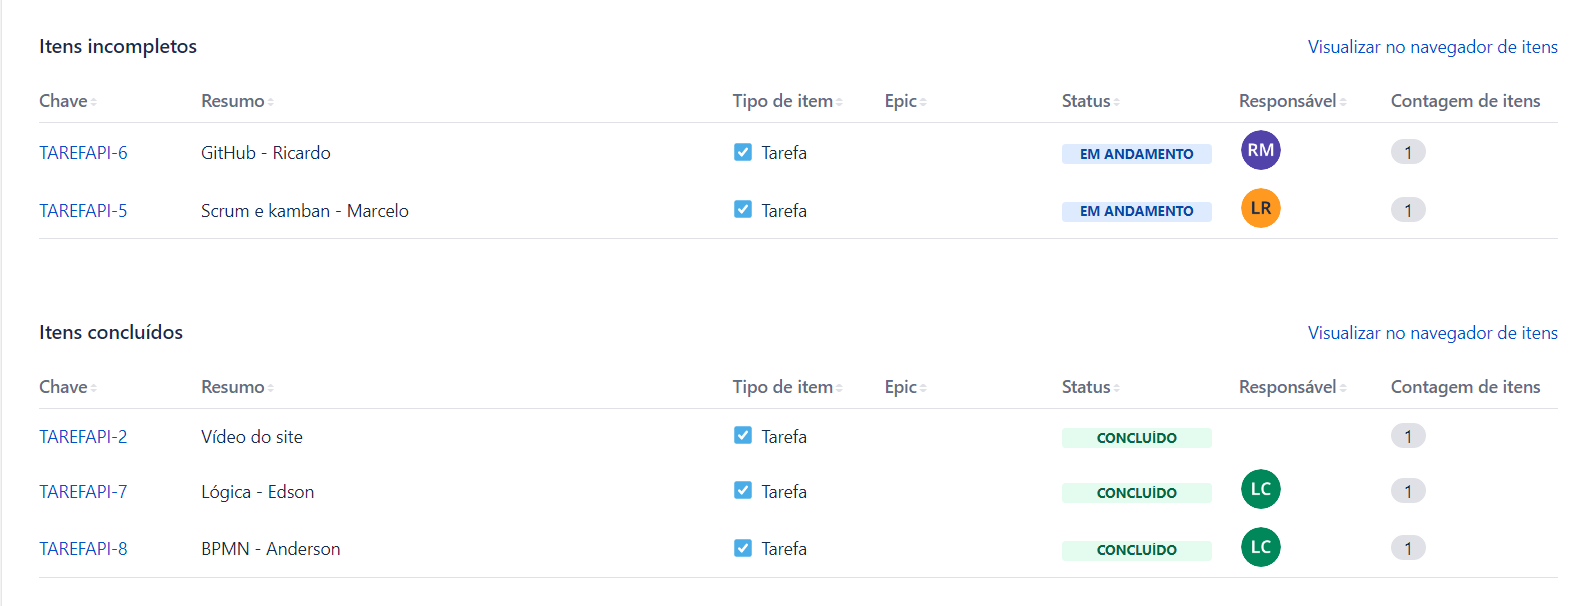 Itens incompletos Visualizar no navegador de itens
Chave Resumo Tipo de item Epic Status Responsável Contagem de itens
TAREFAPI-6 GitHub - Ricardo Tarefa EM ANDAMENTO RM 1
TAREFAPI-5 Scrum e kamban - Marcelo Tarefa EM ANDAMENTO LR 1
Itens concluídos Visualizar no navegador de itens
Chave Resumo Tipo de item Epic Status Responsável Contagem de itens
TAREFAPI-2 Vídeo do site Tarefa CONCLUÍDO 1
TAREFAPI-7 Lógica - Edson Tarefa CONCLUÍDO LC 1
TAREFAPI-8 BPMN - Anderson Tarefa CONCLUÍDO LC 1